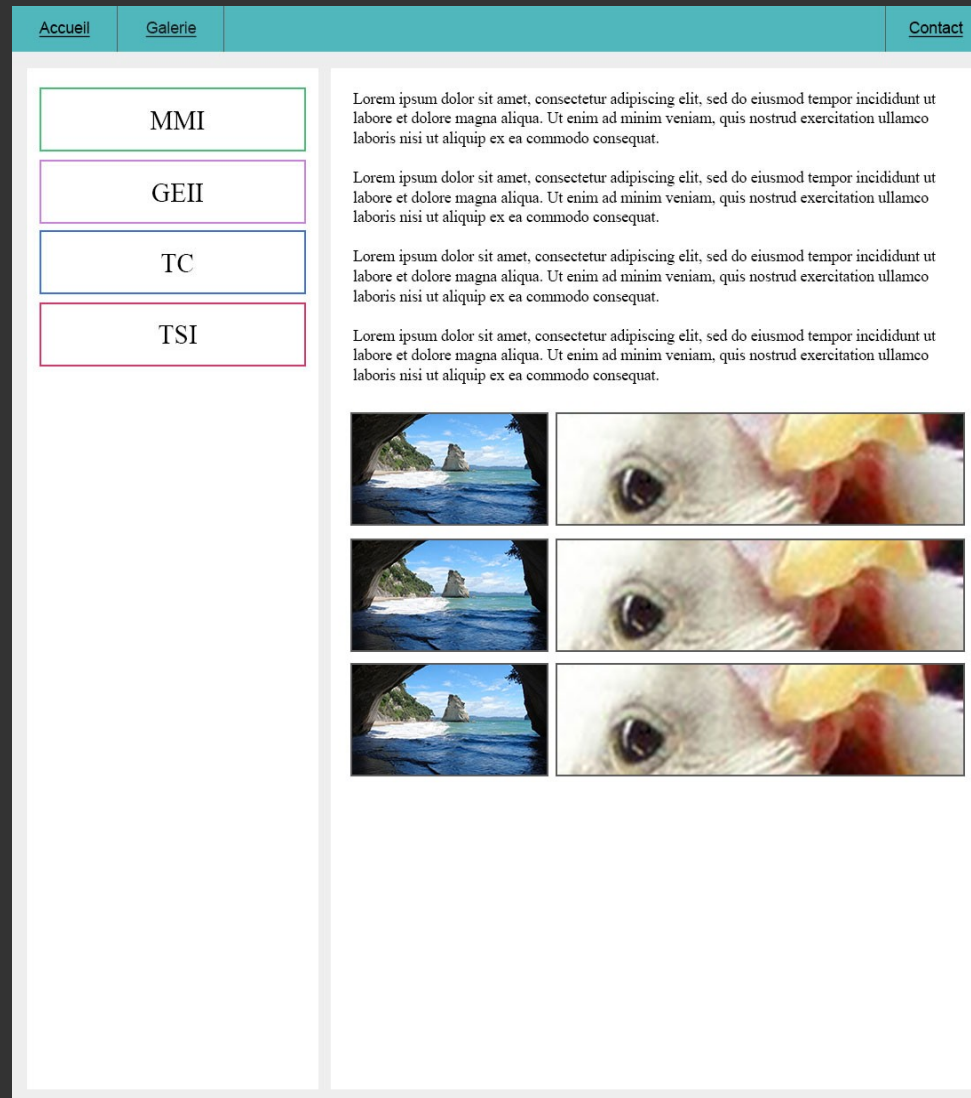 Accueil
Galerie
Contact
MMI
GEII
TC
TSI
Lorem ipsum dolor sit amet, consectetur adipiscing elit, sed do eiusmod tempor incididunt ut
labore et dolore magna aliqua. Ut enim ad minim veniam, quis nostrud exercitation ullamco
laboris nisi ut aliquip ex ea commodo consequat.
Lorem ipsum dolor sit amet, consectetur adipiscing elit, sed do eiusmod tempor incididunt ut
labore et dolore magna aliqua. Ut enim ad minim veniam, quis nostrud exercitation ullamco
laboris nisi ut aliquip ex ea commodo consequat.
Lorem ipsum dolor sit amet, consectetur adipiscing elit, sed do eiusmod tempor incididunt ut
labore et dolore magna aliqua. Ut enim ad minim veniam, quis nostrud exercitation ullamco
laboris nisi ut aliquip ex ea commodo consequat.
Lorem ipsum dolor sit amet, consectetur adipiscing elit, sed do eiusmod tempor incididunt ut
labore et dolore magna aliqua. Ut enim ad minim veniam, quis nostrud exercitation ullamco
laboris nisi ut aliquip ex ea commodo consequat.